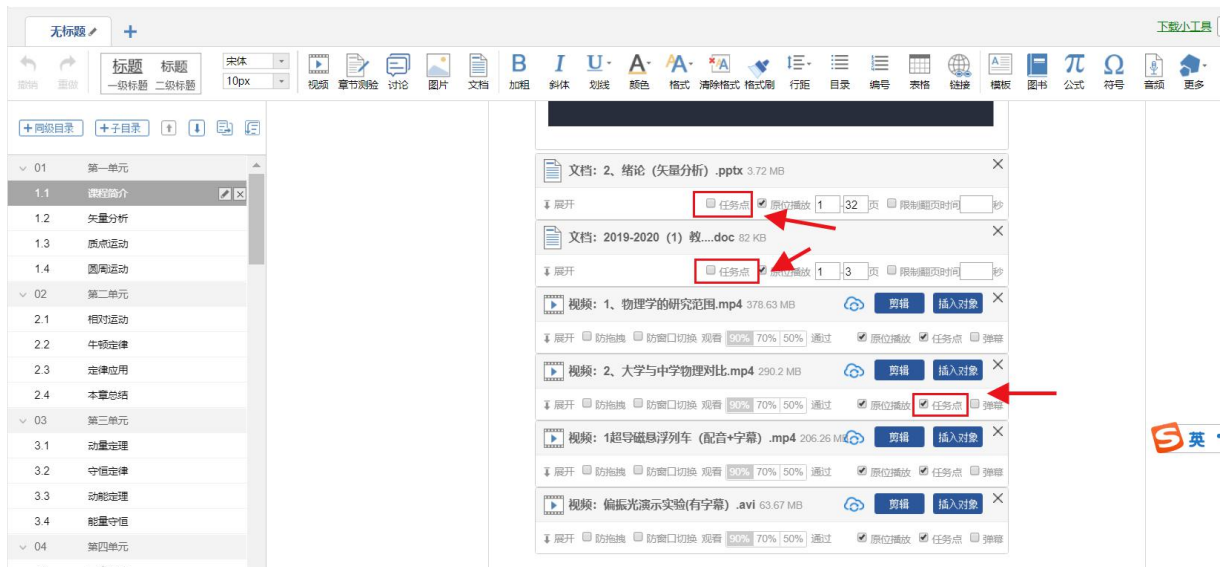 无标题
下载小工具
撤销 重做 标题 一级标题 标题 二级标题 宋体 10px 视频 章节测验 讨论 图片 文档 B 加粗 I 斜体 U 划线 A 颜色 AA 格式 清除格式 格式刷 行距 目录 编号 表格 链接 模板 图书 π 公式 Ω 符号 音频 更多
+同级目录 +子目录
01 第一单元
1.1 课程简介
1.2 矢量分析
1.3 质点运动
1.4 圆周运动
02 第二单元
2.1 相对运动
2.2 牛顿定律
2.3 定律应用
2.4 本章总结
03 第三单元
3.1 动量定理
3.2 守恒定律
3.3 动能定理
3.4 能量守恒
04 第四单元
文档: 2、绪论（矢量分析）.pptx 3.72 MB
展开 任务点 原位播放 1 - 32 页 限制翻页时间 秒
文档: 2019-2020（1）教....doc 82 KB
展开 任务点 原位播放 1 - 3 页 限制翻页时间 秒
视频: 1、物理学的研究范围.mp4 378.63 MB 剪辑 插入对象
展开 防拖拽 防窗口切换 观看 90% 70% 50% 通过 原位播放 任务点 弹幕
视频: 2、大学与中学物理对比.mp4 290.2 MB 剪辑 插入对象
展开 防拖拽 防窗口切换 观看 90% 70% 50% 通过 原位播放 任务点 弹幕
视频: 1超导磁悬浮列车（配音+字幕）.mp4 206.26 MB 剪辑 插入对象
展开 防拖拽 防窗口切换 观看 90% 70% 50% 通过 原位播放 任务点 弹幕
视频: 偏振光演示实验(有字幕）.avi 63.67 MB 剪辑 插入对象
展开 防拖拽 防窗口切换 观看 90% 70% 50% 通过 原位播放 任务点 弹幕
S 英